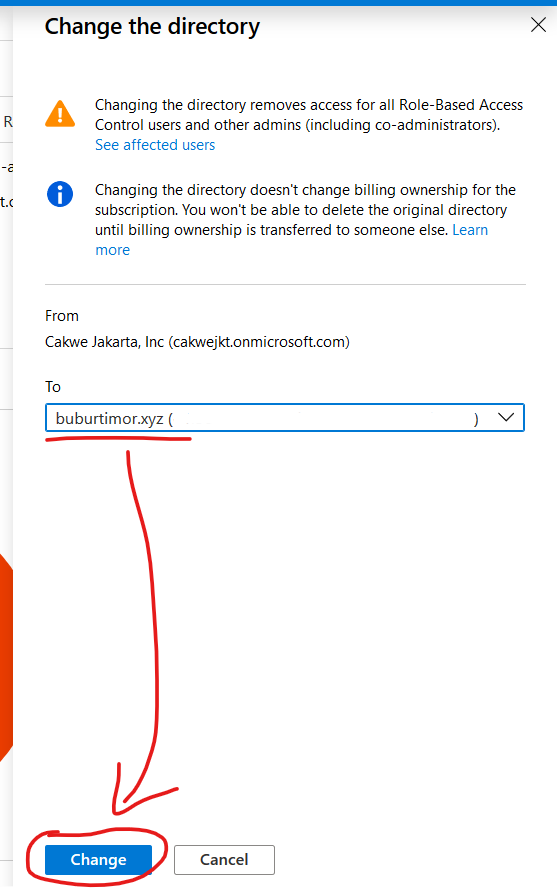 Change the directory
Changing the directory removes access for all Role-Based Access
Control users and other admins (including co-administrators).
See affected users
Changing the directory doesn't change billing ownership for the
subscription. You won't be able to delete the original directory
until billing ownership is transferred to someone else. Learn
more
From
Cakwe Jakarta, Inc (cakwejkt.onmicrosoft.com)
To
buburtimor.xyz ( )
Change
Cancel